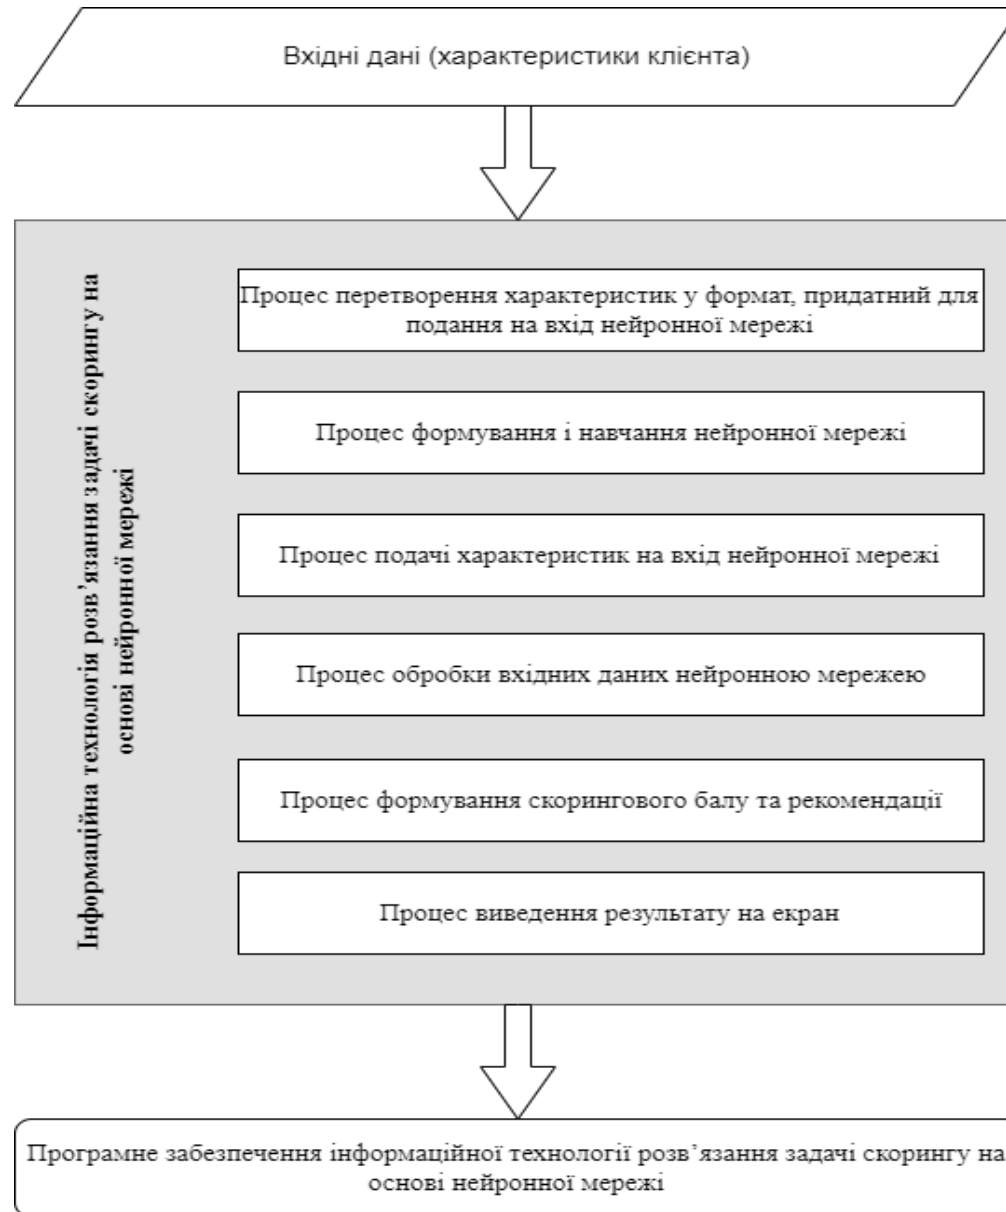 Вхідні дані (характеристики клієнта)
Інформаційна технологія розв’язання задачі скорингу на
основі нейронної мережі
Процес перетворення характеристик у формат, придатний для
подання на вхід нейронної мережі
Процес формування і навчання нейронної мережі
Процес подачі характеристик на вхід нейронної мережі
Процес обробки вхідних даних нейронною мережею
Процес формування скорингового балу та рекомендації
Процес виведення результату на екран
Програмне забезпечення інформаційної технології розв’язання задачі скорингу на
основі нейронної мережі